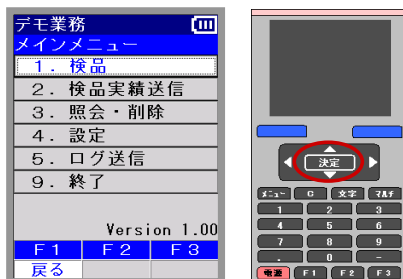 デモ業務
メインメニュー
1. 検品
2. 検品実績送信
3. 照会・削除
4. 設定
5. ログ送信
9. 終了
Version 1.00
F1 F2 F3
戻る
決定
メニュー C 文字 マルチ
1 2 3
4 5 6
7 8 9
. 0 -
電源 F1 F2 F3